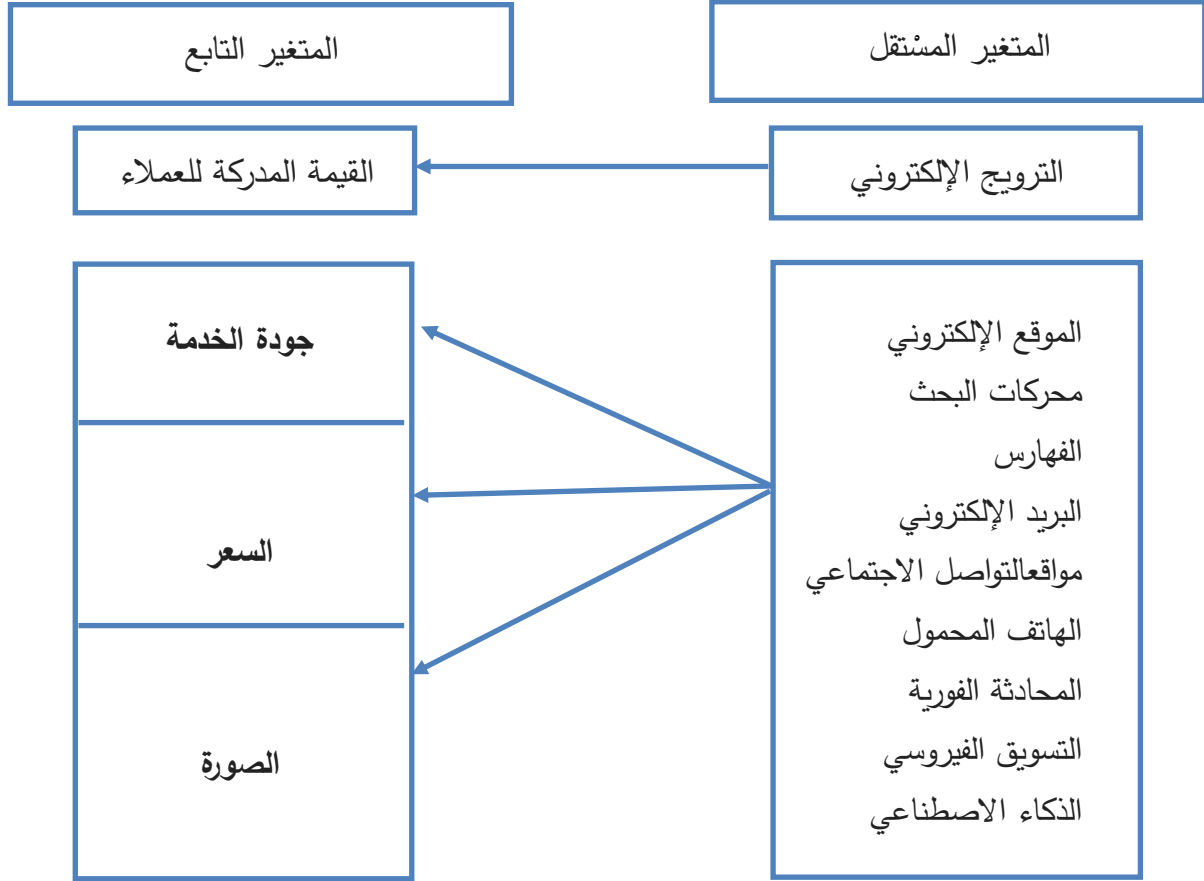 المتغير المسْتقل
المتغير التابع
الترويج الإلكتروني
القيمة المدركة للعملاء
الموقع الإلكتروني
محركات البحث
الفهارس
البريد الإلكتروني
مواقعالتواصل الاجتماعي
الهاتف المحمول
المحادثة الفورية
التسويق الفيروسي
الذكاء الاصطناعي
جودة الخدمة
السعر
الصورة